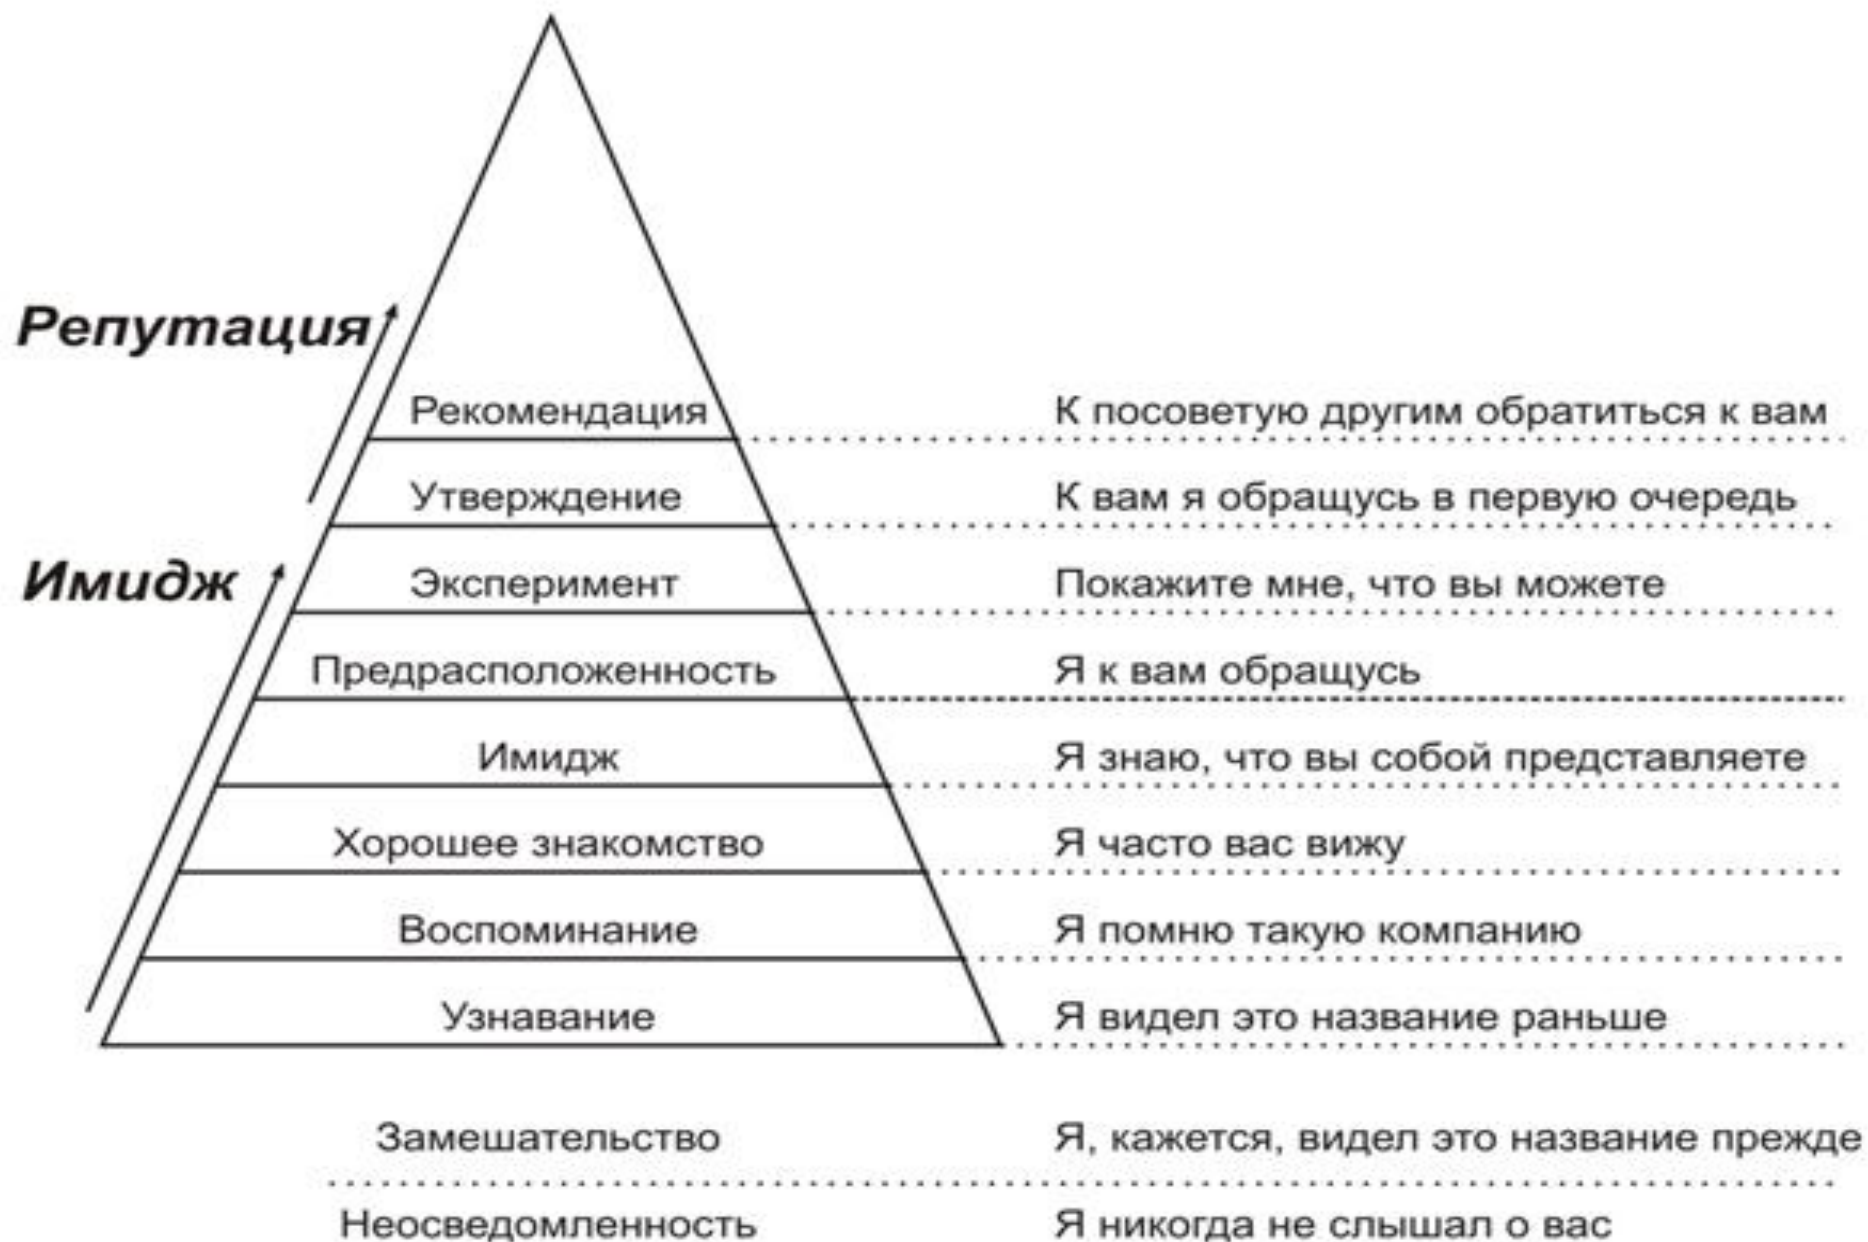 Репутация
Рекомендация К посоветую другим обратиться к вам
Утверждение К вам я обращусь в первую очередь
Имидж Эксперимент Покажите мне, что вы можете
Предрасположенность Я к вам обращусь
Имидж Я знаю, что вы собой представляете
Хорошее знакомство Я часто вас вижу
Воспоминание Я помню такую компанию
Узнавание Я видел это название раньше
Замешательство Я, кажется, видел это название прежде
Неосведомленность Я никогда не слышал о вас